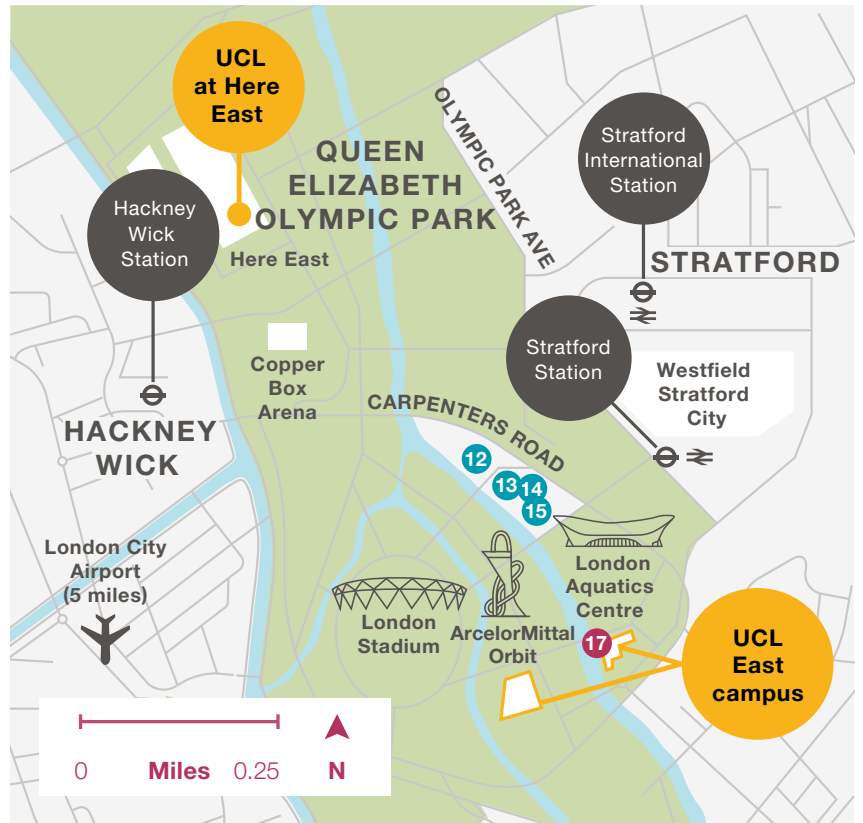 UCL
at Here
East
QUEEN
ELIZABETH
OLYMPIC PARK
OLYMPIC PARK AVE
Stratford
International
Station
Hackney
Wick
Station
Here East
STRATFORD
Stratford
Station
Westfield
Stratford
City
Copper
Box
Arena
CARPENTERS ROAD
HACKNEY
WICK
12
13
14
15
London City
Airport
(5 miles)
London
Stadium
ArcelorMittal
Orbit
London
Aquatics
Centre
17
UCL
East
campus
0 Miles 0.25 N